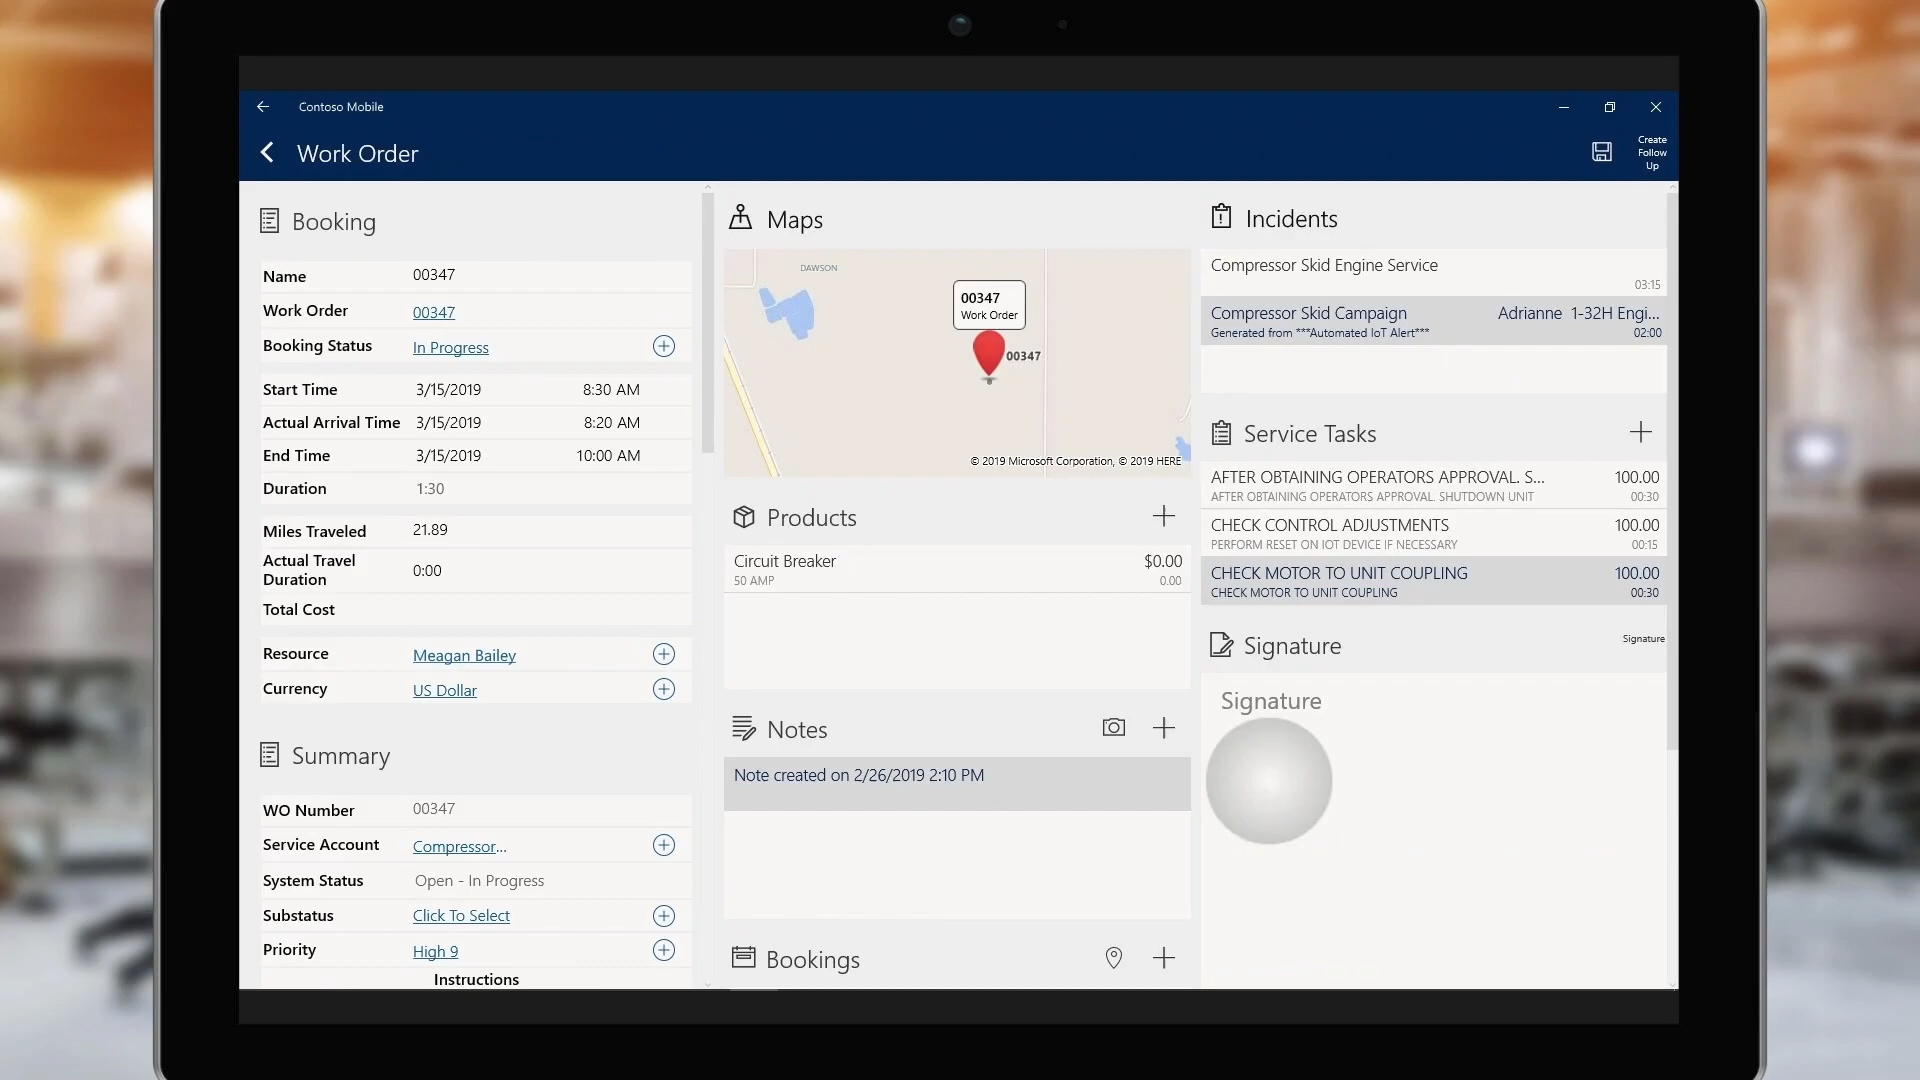 Contoso Mobile
Work Order
Create
Follow
Up
Booking
Name 00347
Work Order 00347
Booking Status In Progress
Start Time 3/15/2019 8:30 AM
Actual Arrival Time 3/15/2019 8:20 AM
End Time 3/15/2019 10:00 AM
Duration 1:30
Miles Traveled 21.89
Actual Travel
Duration 0:00
Total Cost
Resource Meagan Bailey
Currency US Dollar
Summary
WO Number 00347
Service Account Compressor...
System Status Open - In Progress
Substatus Click To Select
Priority High 9
Instructions
Maps
DAWSON
00347
Work Order
00347
© 2019 Microsoft Corporation, © 2019 HERE
Products
Circuit Breaker $0.00
50 AMP 0.00
Notes
Note created on 2/26/2019 2:10 PM
Bookings
Incidents
Compressor Skid Engine Service
03:15
Compressor Skid Campaign Adrianne 1-32H Engi...
Generated from ***Automated IoT Alert*** 02:00
Service Tasks
AFTER OBTAINING OPERATORS APPROVAL. S... 100.00
AFTER OBTAINING OPERATORS APPROVAL. SHUTDOWN UNIT 00:30
CHECK CONTROL ADJUSTMENTS 100.00
PERFORM RESET ON IOT DEVICE IF NECESSARY 00:15
CHECK MOTOR TO UNIT COUPLING 100.00
CHECK MOTOR TO UNIT COUPLING 00:30
Signature
Signature
Signature